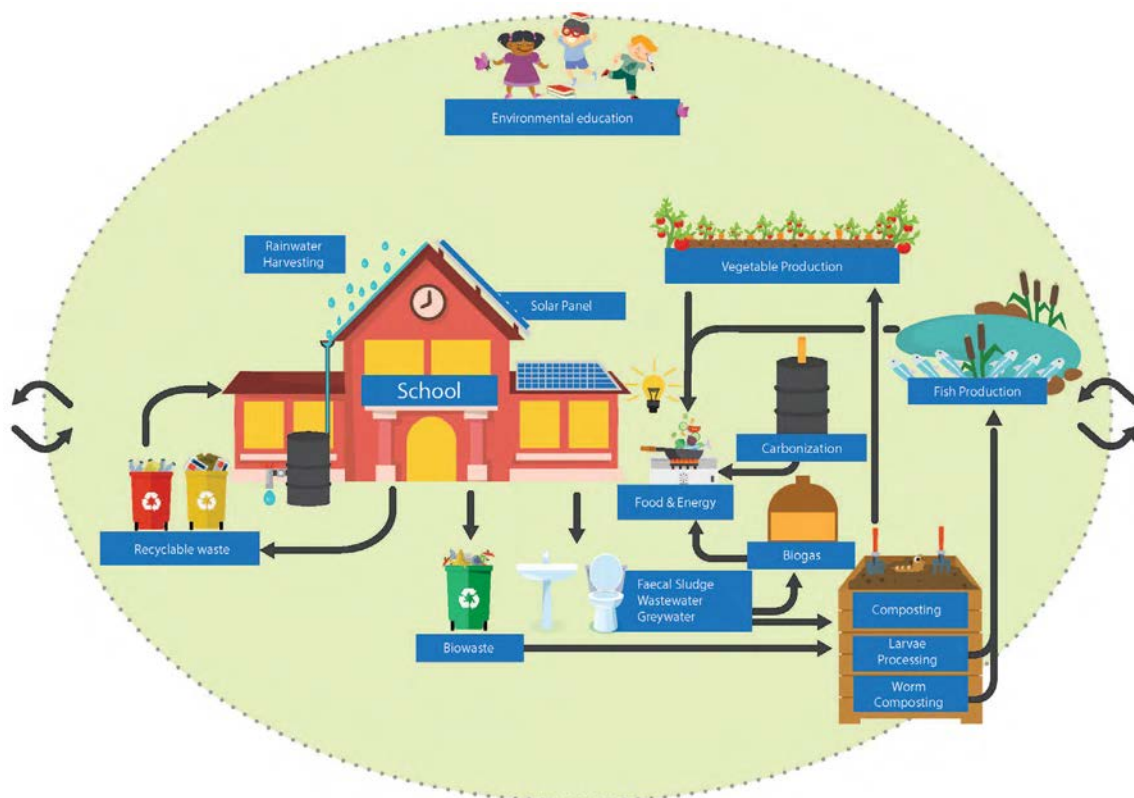 Environmental education
Rainwater
Harvesting
Vegetable Production
Solar Panel
School
Fish Production
Carbonization
Food & Energy
Recyclable waste
Biogas
Faecal Sludge
Wastewater
Greywater
Composting
Biowaste
Larvae
Processing
Worm
Composting